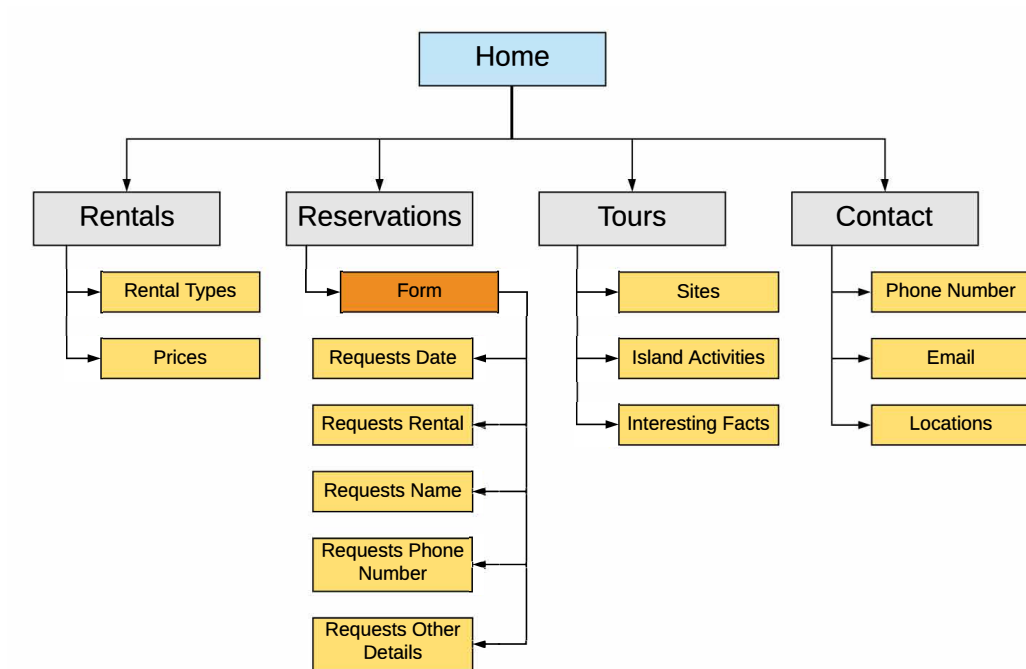 Home
Rentals
Reservations
Tours
Contact
Rental Types
Form
Sites
Phone Number
Prices
Requests Date
Island Activities
Email
Requests Rental
Interesting Facts
Locations
Requests Name
Requests Phone
Number
Requests Other
Details